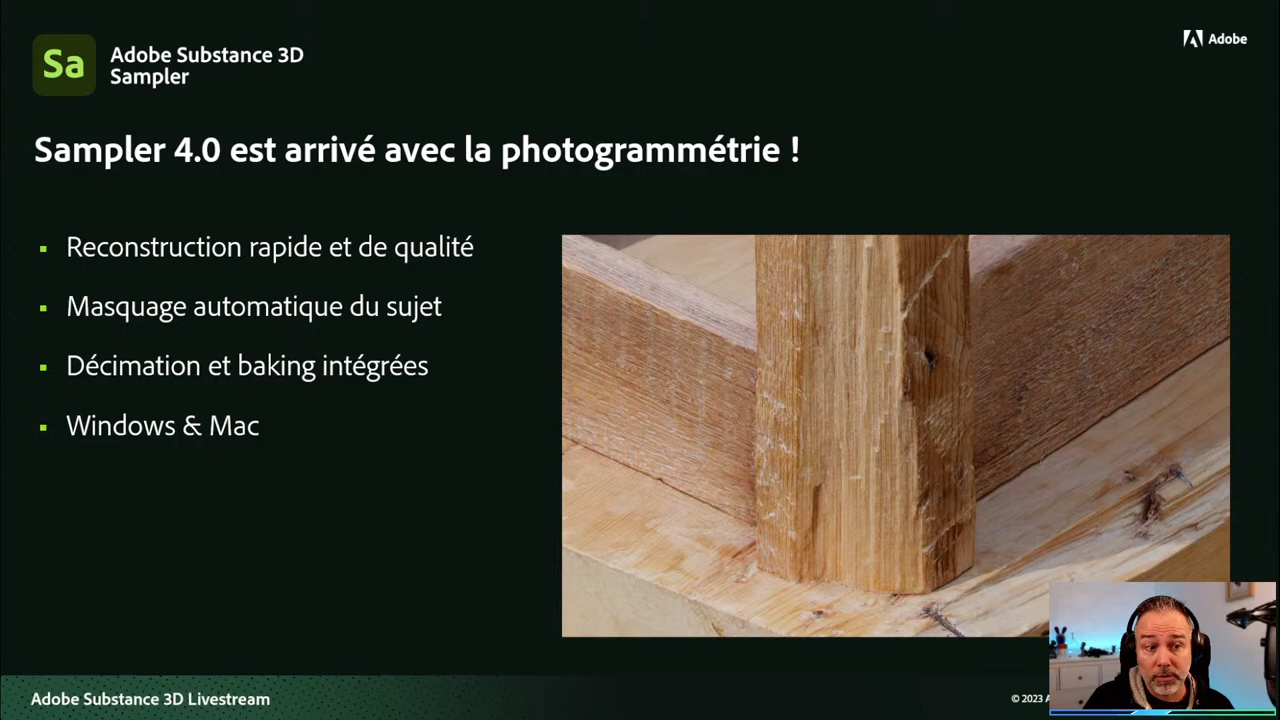 Sa
Adobe Substance 3D
Sampler
Adobe
Sampler 4.0 est arrivé avec la photogrammétrie !
Reconstruction rapide et de qualité
Masquage automatique du sujet
Décimation et baking intégrées
Windows & Mac
Adobe Substance 3D Livestream
© 2023